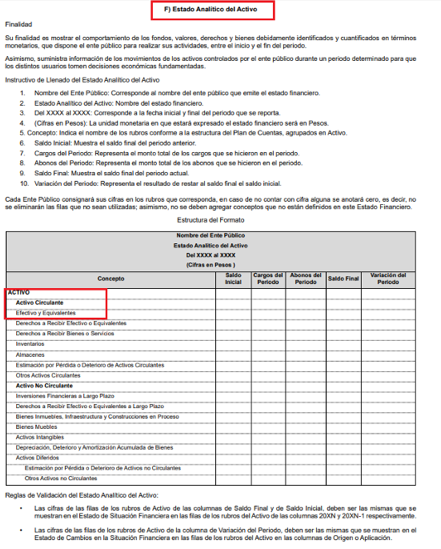 F) Estado Analítico del Activo
Finalidad
Su finalidad es mostrar el comportamiento de los fondos, valores, derechos y bienes debidamente identificados y cuantificados en términos
monetarios, que dispone el ente público para realizar sus actividades, entre el inicio y el fin del periodo.
Asimismo, suministra información de los movimientos de los activos controlados por el ente público durante un periodo determinado para que
los distintos usuarios tomen decisiones económicas fundamentadas.
Instructivo de Llenado del Estado Analítico del Activo
1. Nombre del Ente Público: Corresponde al nombre del ente público que emite el estado financiero.
2. Estado Analítico del Activo: Nombre del estado financiero.
3. Del XXXX al XXXX: Corresponde a la fecha inicial y final del periodo que se reporta.
4. (Cifras en Pesos): La unidad monetaria en que estará expresado el estado financiero será en Pesos.
5. Concepto: Indica el nombre de los rubros conforme a la estructura del Plan de Cuentas, agrupados en Activo.
6. Saldo Inicial: Muestra el saldo final del periodo anterior.
7. Cargos del Periodo: Representa el monto total de los cargos que se hicieron en el periodo.
8. Abonos del Periodo: Representa el monto total de los abonos que se hicieron en el periodo.
9. Saldo Final: Muestra el saldo final del periodo actual.
10. Variación del Periodo: Representa el resultado de restar al saldo final el saldo inicial.
Cada Ente Público consignará sus cifras en los rubros que corresponda, en caso de no contar con cifra alguna se anotará cero, es decir, no
se eliminarán las filas que no sean utilizadas; asimismo, no se deben agregar conceptos que no están definidos en este Estado Financiero.
Estructura del Formato
Nombre del Ente Público
Estado Analítico del Activo
Del XXXX al XXXX
(Cifras en Pesos )
Concepto Saldo Inicial Cargos del Periodo Abonos del Periodo Saldo Final Variación del Periodo
ACTIVO
Activo Circulante
Efectivo y Equivalentes
Derechos a Recibir Efectivo o Equivalentes
Derechos a Recibir Bienes o Servicios
Inventarios
Almacenes
Estimación por Pérdida o Deterioro de Activos Circulantes
Otros Activos Circulantes
Activo No Circulante
Inversiones Financieras a Largo Plazo
Derechos a Recibir Efectivo o Equivalentes a Largo Plazo
Bienes Inmuebles, Infraestructura y Construcciones en Proceso
Bienes Muebles
Activos Intangibles
Depreciación, Deterioro y Amortización Acumulada de Bienes
Activos Diferidos
Estimación por Pérdida o Deterioro de Activos no Circulantes
Otros Activos no Circulantes
Reglas de Validación del Estado Analítico del Activo:
• Las cifras de las filas de los rubros de Activo de las columnas de Saldo Final y de Saldo Inicial, deben ser las mismas que se
muestran en el Estado de Situación Financiera en las filas de los rubros del Activo de las columnas 20XN y 20XN-1 respectivamente.
• Las cifras de las filas de los rubros de Activo de la columna de Variación del Periodo, deben ser las mismas que se muestran en el
Estado de Cambios en la Situación Financiera en las filas de los rubros del Activo en las columnas de Origen o Aplicación.